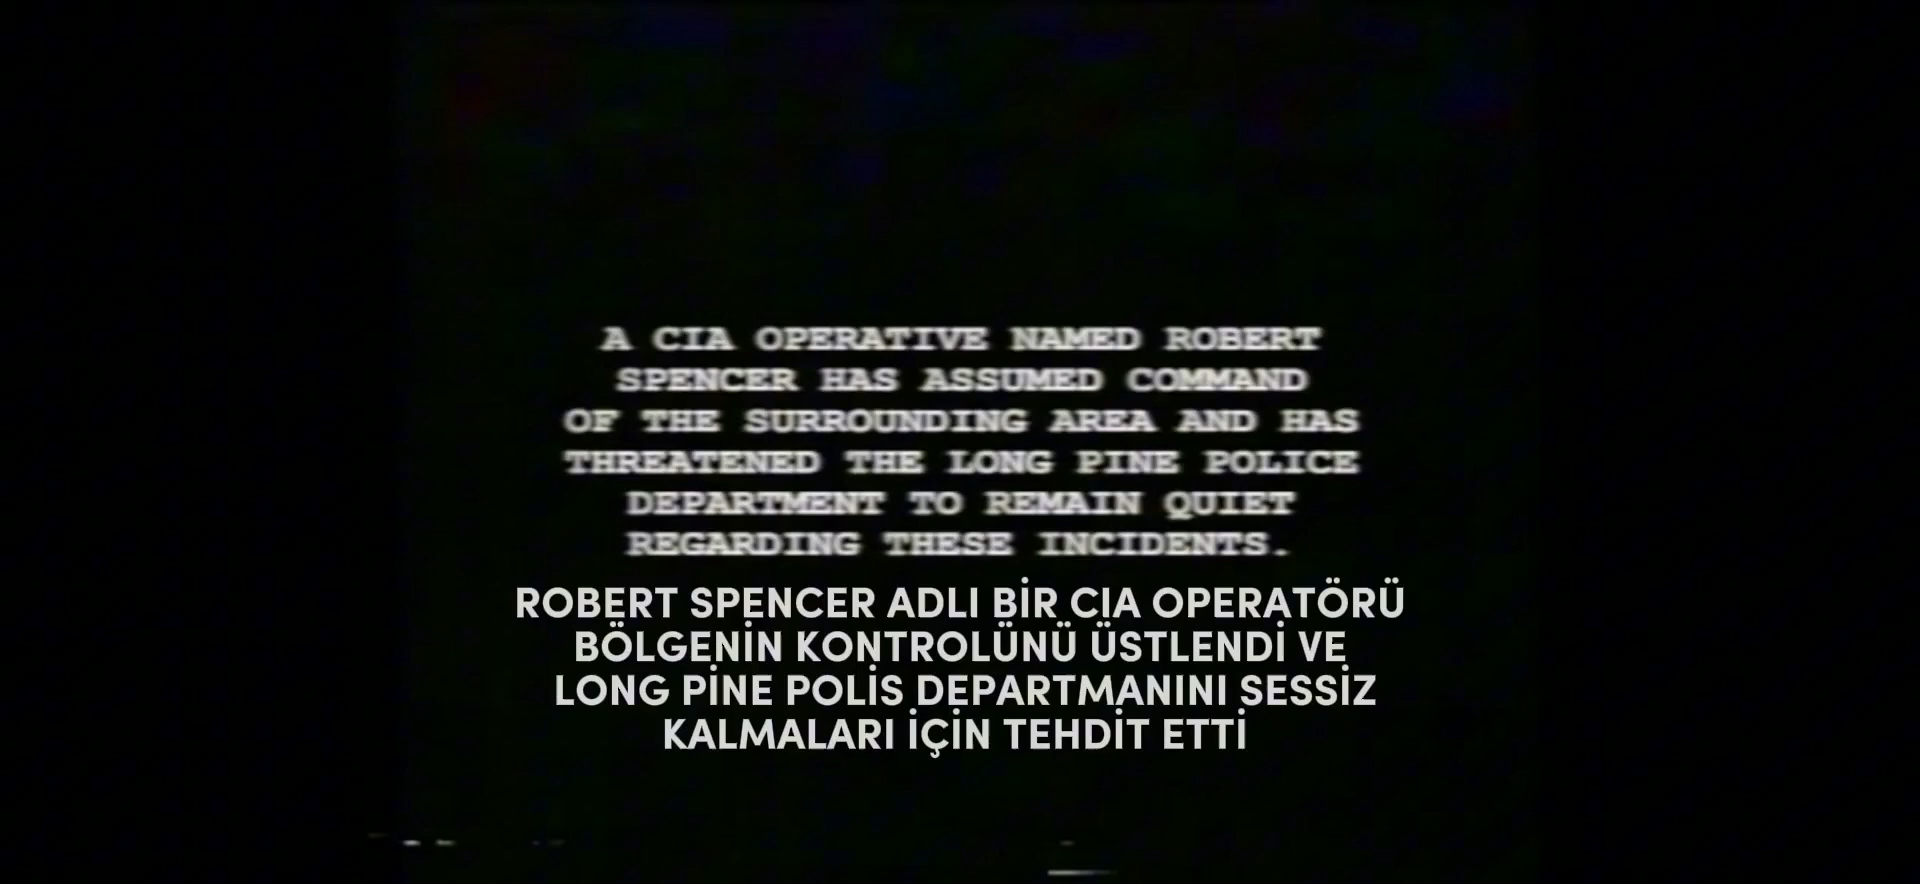 A CIA OPERATIVE NAMED ROBERT
SPENCER HAS ASSUMED COMMAND
OF THE SURROUNDING AREA AND HAS
THREATENED THE LONG PINE POLICE
DEPARTMENT TO REMAIN QUIET
REGARDING THESE INCIDENTS.
ROBERT SPENCER ADLI BİR CIA OPERATÖRÜ
BÖLGENİN KONTROLÜNÜ ÜSTLENDİ VE
LONG PİNE POLİS DEPARTMANINI SESSİZ
KALMALARI İÇİN TEHDİT ETTİ